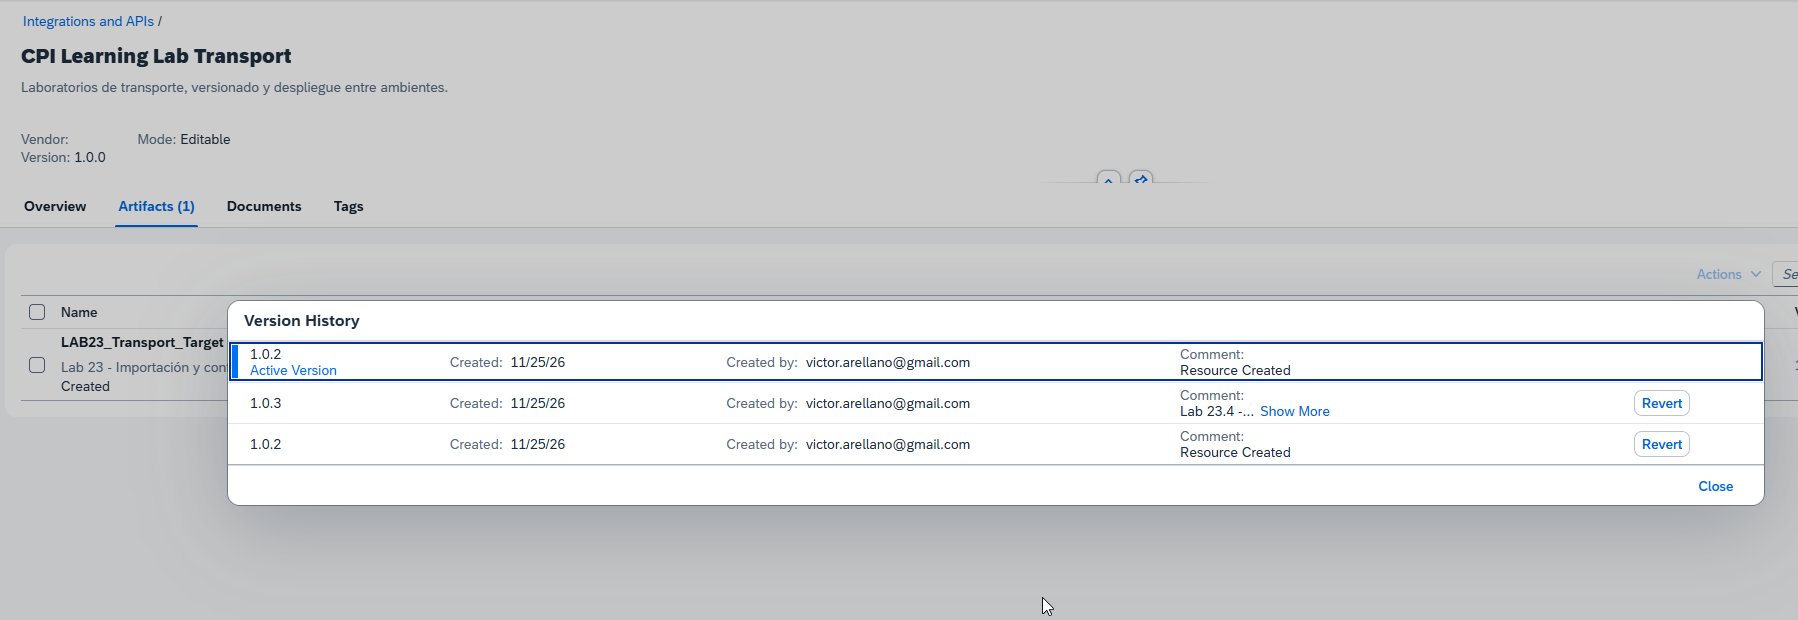 Integrations and APIs /
CPI Learning Lab Transport
Laboratorios de transporte, versionado y despliegue entre ambientes.
Vendor: Mode: Editable
Version: 1.0.0
Overview Artifacts (1) Documents Tags
Actions
Name
LAB23_Transport_Target
Lab 23 - Importación y con
Created
Version History
1.0.2 Created: 11/25/26 Created by: victor.arellano@gmail.com Comment:
Active Version Resource Created
1.0.3 Created: 11/25/26 Created by: victor.arellano@gmail.com Comment: Revert
Lab 23.4 -... Show More
1.0.2 Created: 11/25/26 Created by: victor.arellano@gmail.com Comment: Revert
Resource Created
Close